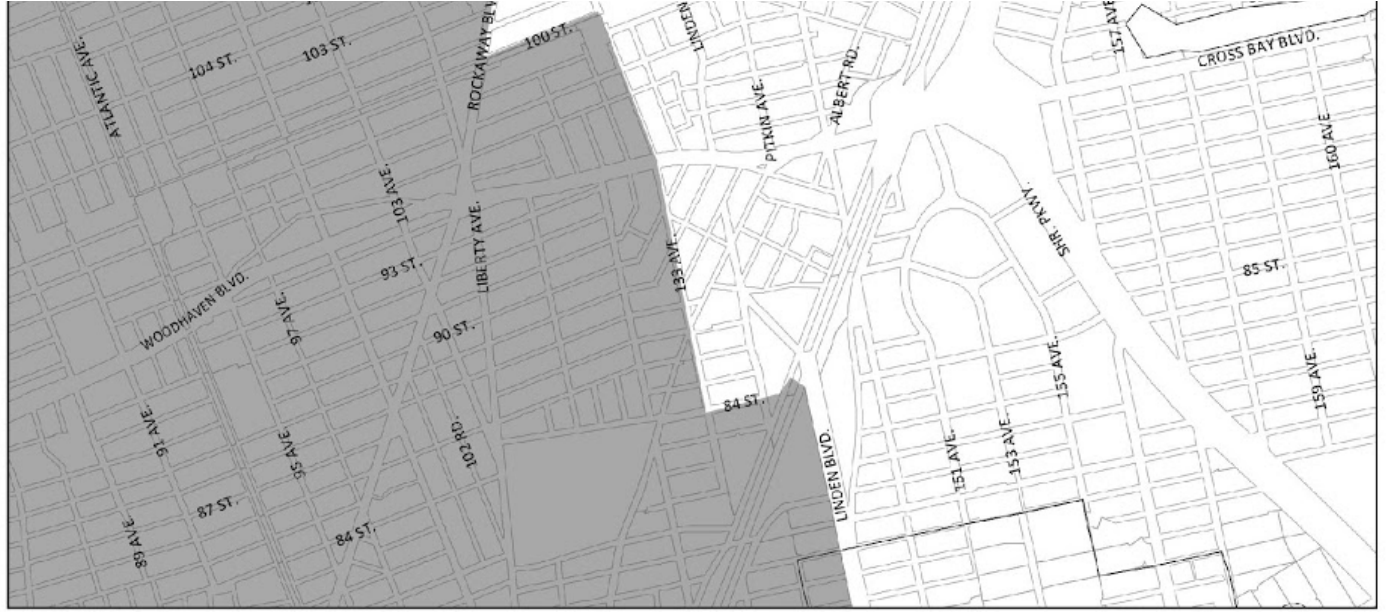 ATLANTIC AVE.
104 ST.
103 ST.
ROCKAWAY BLV
100 ST.
LINDEN
PITKIN AVE.
ALBERT RD.
157 AVE
CROSS BAY BLVD.
160 AVE
103 AVE.
93 ST.
LIBERTY AVE.
133 AVE.
SHR. PKWY.
85 ST.
WOODHAVEN BLVD.
97 AVE.
90 ST.
155 AVE.
159 AVE.
84 ST.
91 AVE.
95 AVE.
102 RD.
LINDEN BLVD.
151 AVE.
153 AVE.
87 ST.
89 AVE
84 ST.